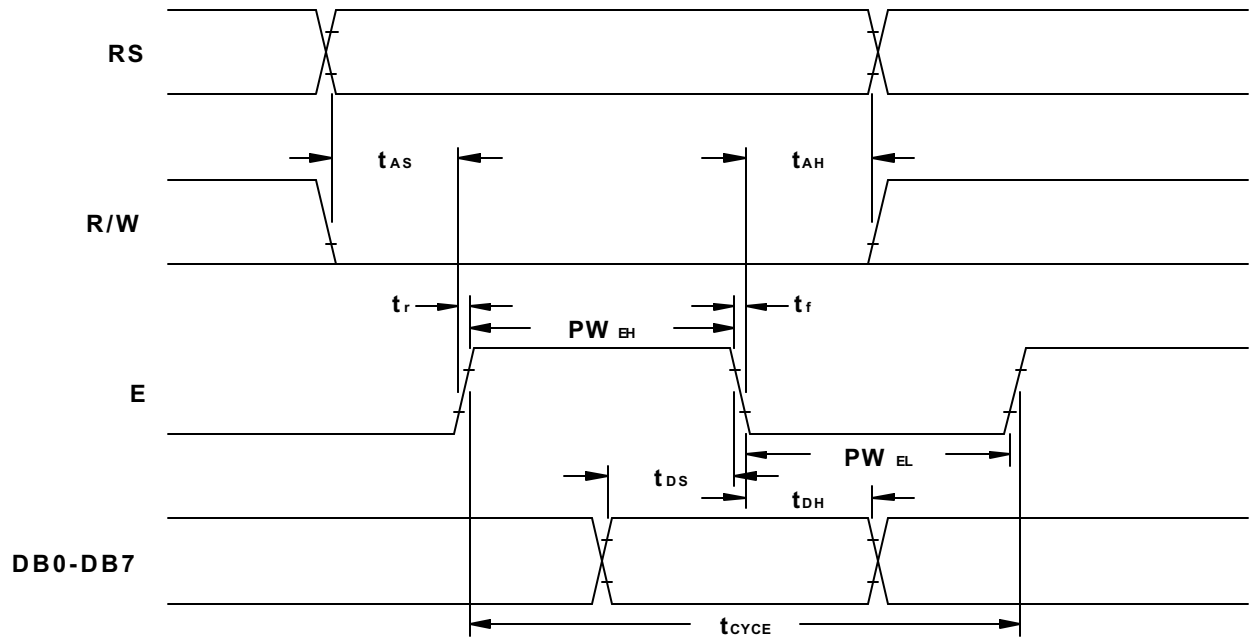 RS
tAS
tAH
R/W
tr
tf
PW EH
E
PW EL
tDS
tDH
DB0-DB7
tCYCE